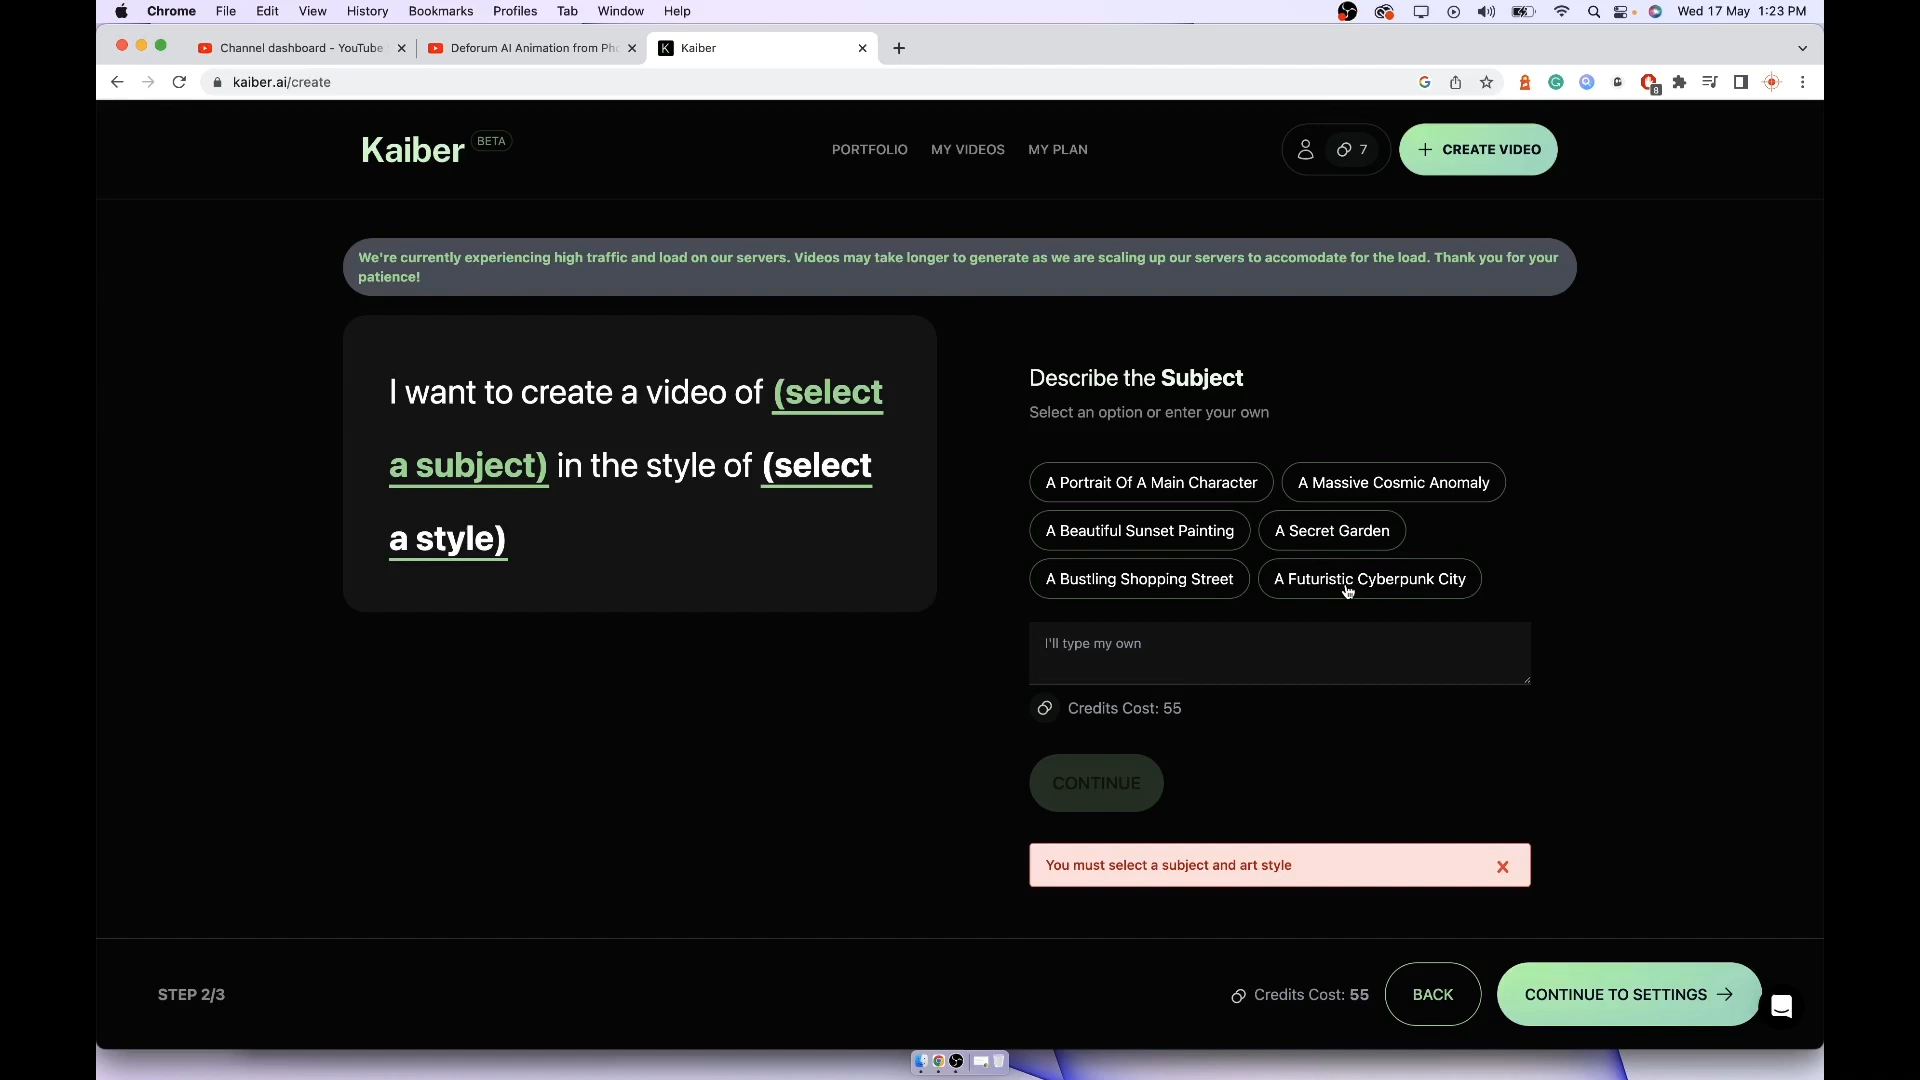 Chrome File Edit View History Bookmarks Profiles Tab Window Help Wed 17 May 1:23 PM
Channel dashboard - YouTube Deforum AI Animation from Pho Kaiber
kaiber.ai/create 8
Kaiber BETA PORTFOLIO MY VIDEOS MY PLAN 7 + CREATE VIDEO
We're currently experiencing high traffic and load on our servers. Videos may take longer to generate as we are scaling up our servers to accomodate for the load. Thank you for your
patience!
I want to create a video of (select
a subject) in the style of (select
a style)
Describe the Subject
Select an option or enter your own
A Portrait Of A Main Character A Massive Cosmic Anomaly
A Beautiful Sunset Painting A Secret Garden
A Bustling Shopping Street A Futuristic Cyberpunk City
I'll type my own
Credits Cost: 55
CONTINUE
You must select a subject and art style
STEP 2/3 Credits Cost: 55 BACK CONTINUE TO SETTINGS →